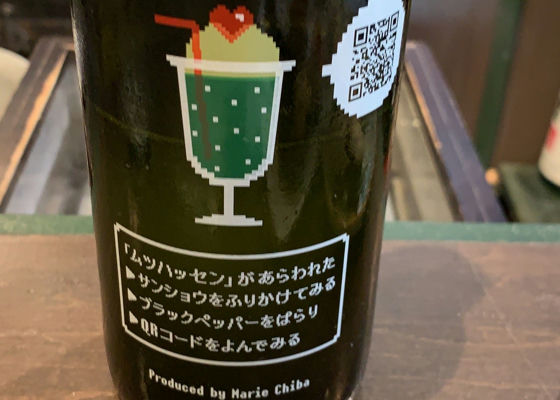 「ムツハッセン」があらわれた
▶サンショウをふりかけてみる
▶ブラックペッパーをぱらり
▶QRコードをよんでみる
Produced by Marie Chiba